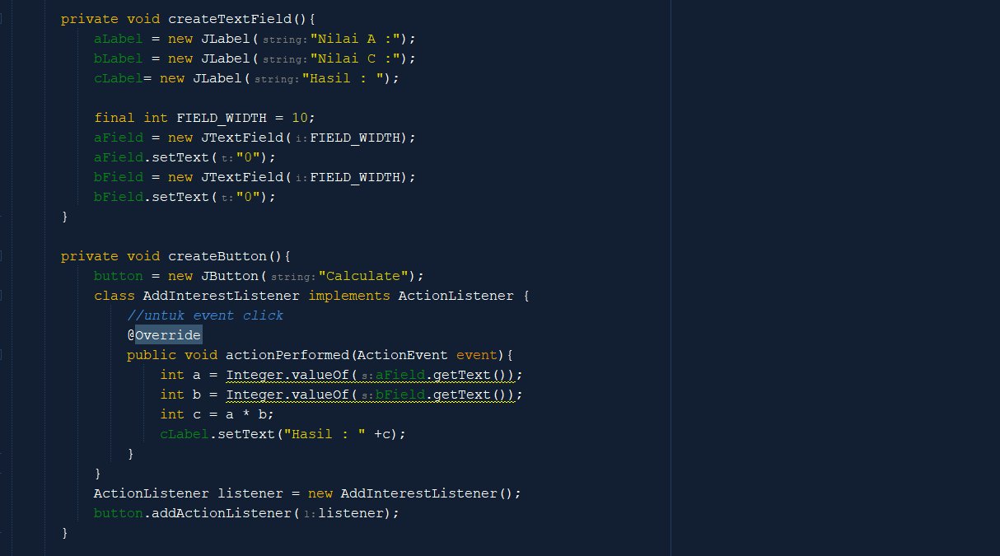 private void createTextField(){
aLabel = new JLabel( string: "Nilai A :");
bLabel = new JLabel( string: "Nilai C :");
cLabel= new JLabel( string: "Hasil : ");
final int FIELD_WIDTH = 10;
aField = new JTextField( i: FIELD_WIDTH);
aField.setText( t: "0");
bField = new JTextField( i: FIELD_WIDTH);
bField.setText( t: "0");
}
private void createButton(){
button = new JButton( string: "Calculate");
class AddInterestListener implements ActionListener {
//untuk event click
@Override
public void actionPerformed(ActionEvent event){
int a = Integer.valueOf( s: aField.getText());
int b = Integer.valueOf( s: bField.getText());
int c = a * b;
cLabel.setText("Hasil : " +c);
}
}
ActionListener listener = new AddInterestListener();
button.addActionListener( l: listener);
}